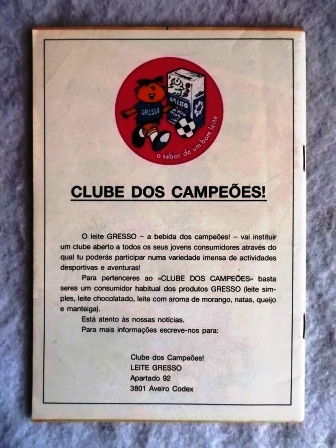 GRESSO
GRESSO
o sabor de um bom leite
CLUBE DOS CAMPEÕES!
O leite GRESSO – a bebida dos campeões! – vai instituir
um clube aberto a todos os seus jovens consumidores através do
qual tu poderás participar numa variedade imensa de actividades
desportivas e aventuras!
Para pertenceres ao «CLUBE DOS CAMPEÕES» basta
seres um consumidor habitual dos produtos GRESSO (leite sim-
ples, leite chocolatado, leite com aroma de morango, natas, queijo
e manteiga).
Está atento às nossas notícias.
Para mais informações escreve-nos para:
Clube dos Campeões!
LEITE GRESSO
Apartado 92
3801 Aveiro Codex